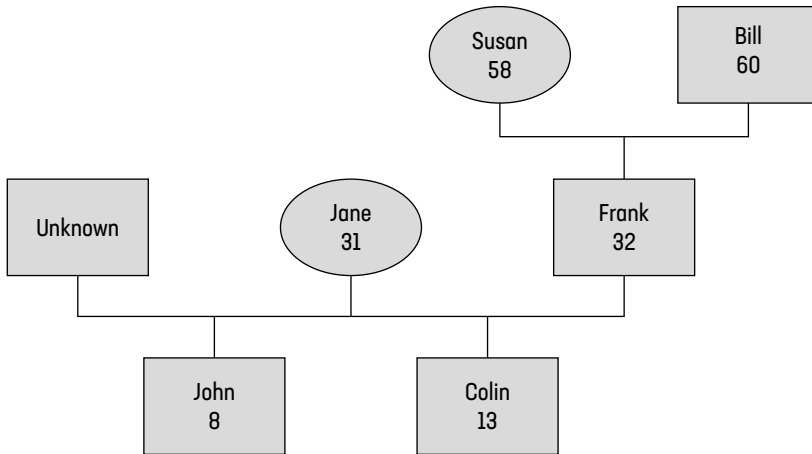 Susan
58
Bill
60
Unknown
Jane
31
Frank
32
John
8
Colin
13